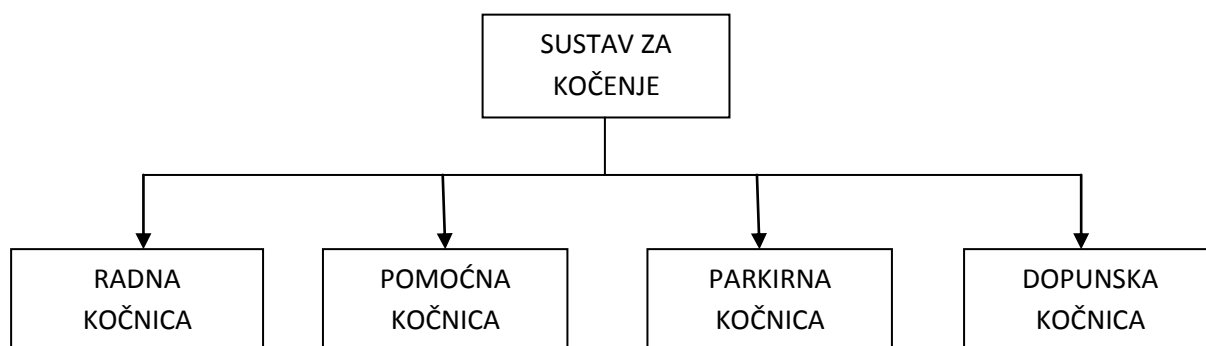 SUSTAV ZA
KOČENJE
RADNA
KOČNICA
POMOĆNA
KOČNICA
PARKIRNA
KOČNICA
DOPUNSKA
KOČNICA